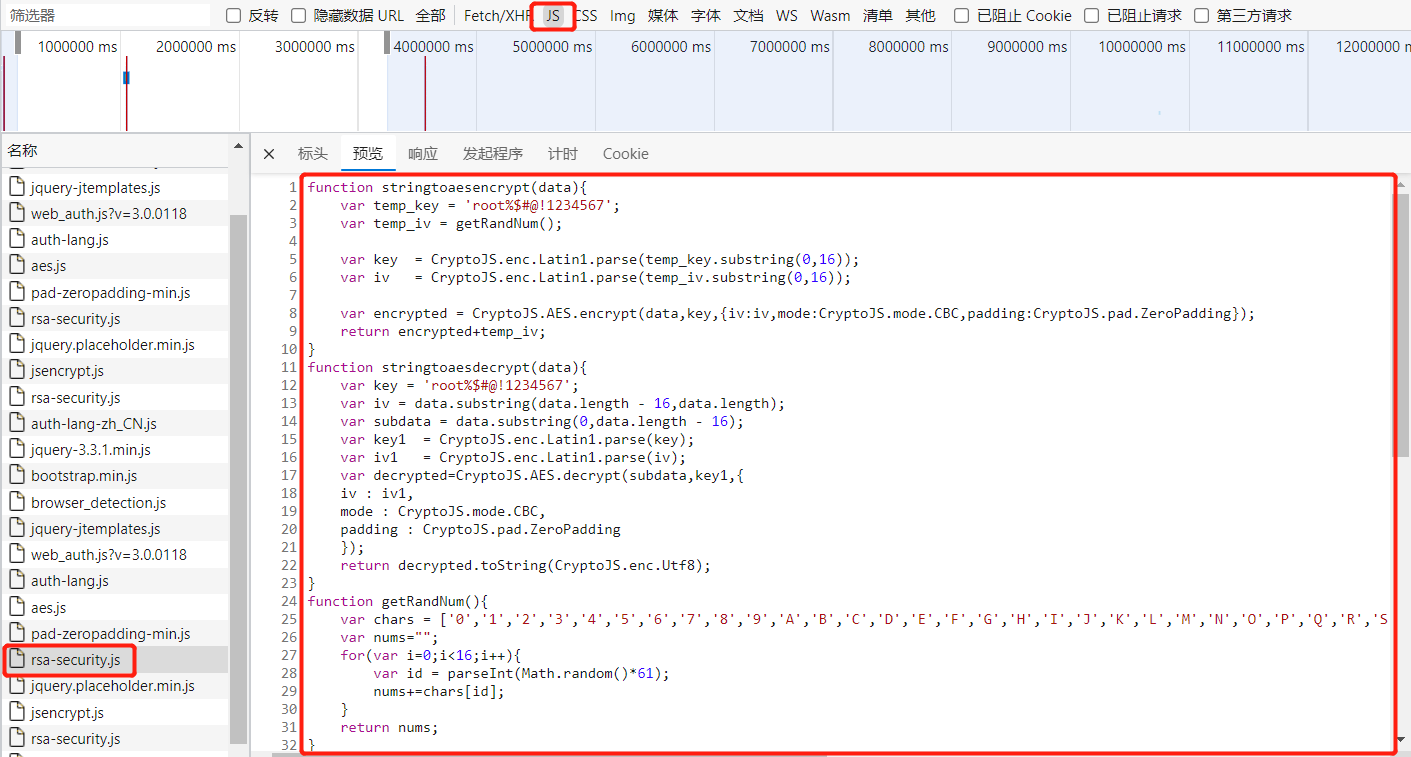 筛选器 反转 隐藏数据 URL 全部 Fetch/XHR JS CSS Img 媒体 字体 文档 WS Wasm 清单 其他 已阻止 Cookie 已阻止请求 第三方请求
1000000 ms 2000000 ms 3000000 ms 4000000 ms 5000000 ms 6000000 ms 7000000 ms 8000000 ms 9000000 ms 10000000 ms 11000000 ms 12000000 m
名称
jquery-jtemplates.js
web_auth.js?v=3.0.0118
auth-lang.js
aes.js
pad-zeropadding-min.js
rsa-security.js
jquery.placeholder.min.js
jsencrypt.js
rsa-security.js
auth-lang-zh_CN.js
jquery-3.3.1.min.js
bootstrap.min.js
browser_detection.js
jquery-jtemplates.js
web_auth.js?v=3.0.0118
auth-lang.js
aes.js
pad-zeropadding-min.js
rsa-security.js
jquery.placeholder.min.js
jsencrypt.js
rsa-security.js
× 标头 预览 响应 发起程序 计时 Cookie
1 function stringtoaesencrypt(data){
2 var temp_key = 'root%$#@!1234567';
3 var temp_iv = getRandNum();
4
5 var key  = CryptoJS.enc.Latin1.parse(temp_key.substring(0,16));
6 var iv   = CryptoJS.enc.Latin1.parse(temp_iv.substring(0,16));
7
8 var encrypted = CryptoJS.AES.encrypt(data,key,{iv:iv,mode:CryptoJS.mode.CBC,padding:CryptoJS.pad.ZeroPadding});
9 return encrypted+temp_iv;
10 }
11 function stringtoaesdecrypt(data){
12 var key = 'root%$#@!1234567';
13 var iv = data.substring(data.length - 16,data.length);
14 var subdata = data.substring(0,data.length - 16);
15 var key1  = CryptoJS.enc.Latin1.parse(key);
16 var iv1   = CryptoJS.enc.Latin1.parse(iv);
17 var decrypted=CryptoJS.AES.decrypt(subdata,key1,{
18 iv : iv1,
19 mode : CryptoJS.mode.CBC,
20 padding : CryptoJS.pad.ZeroPadding
21 });
22 return decrypted.toString(CryptoJS.enc.Utf8);
23 }
24 function getRandNum(){
25 var chars = ['0','1','2','3','4','5','6','7','8','9','A','B','C','D','E','F','G','H','I','J','K','L','M','N','O','P','Q','R','S
26 var nums="";
27 for(var i=0;i<16;i++){
28 var id = parseInt(Math.random()*61);
29 nums+=chars[id];
30 }
31 return nums;
32 }